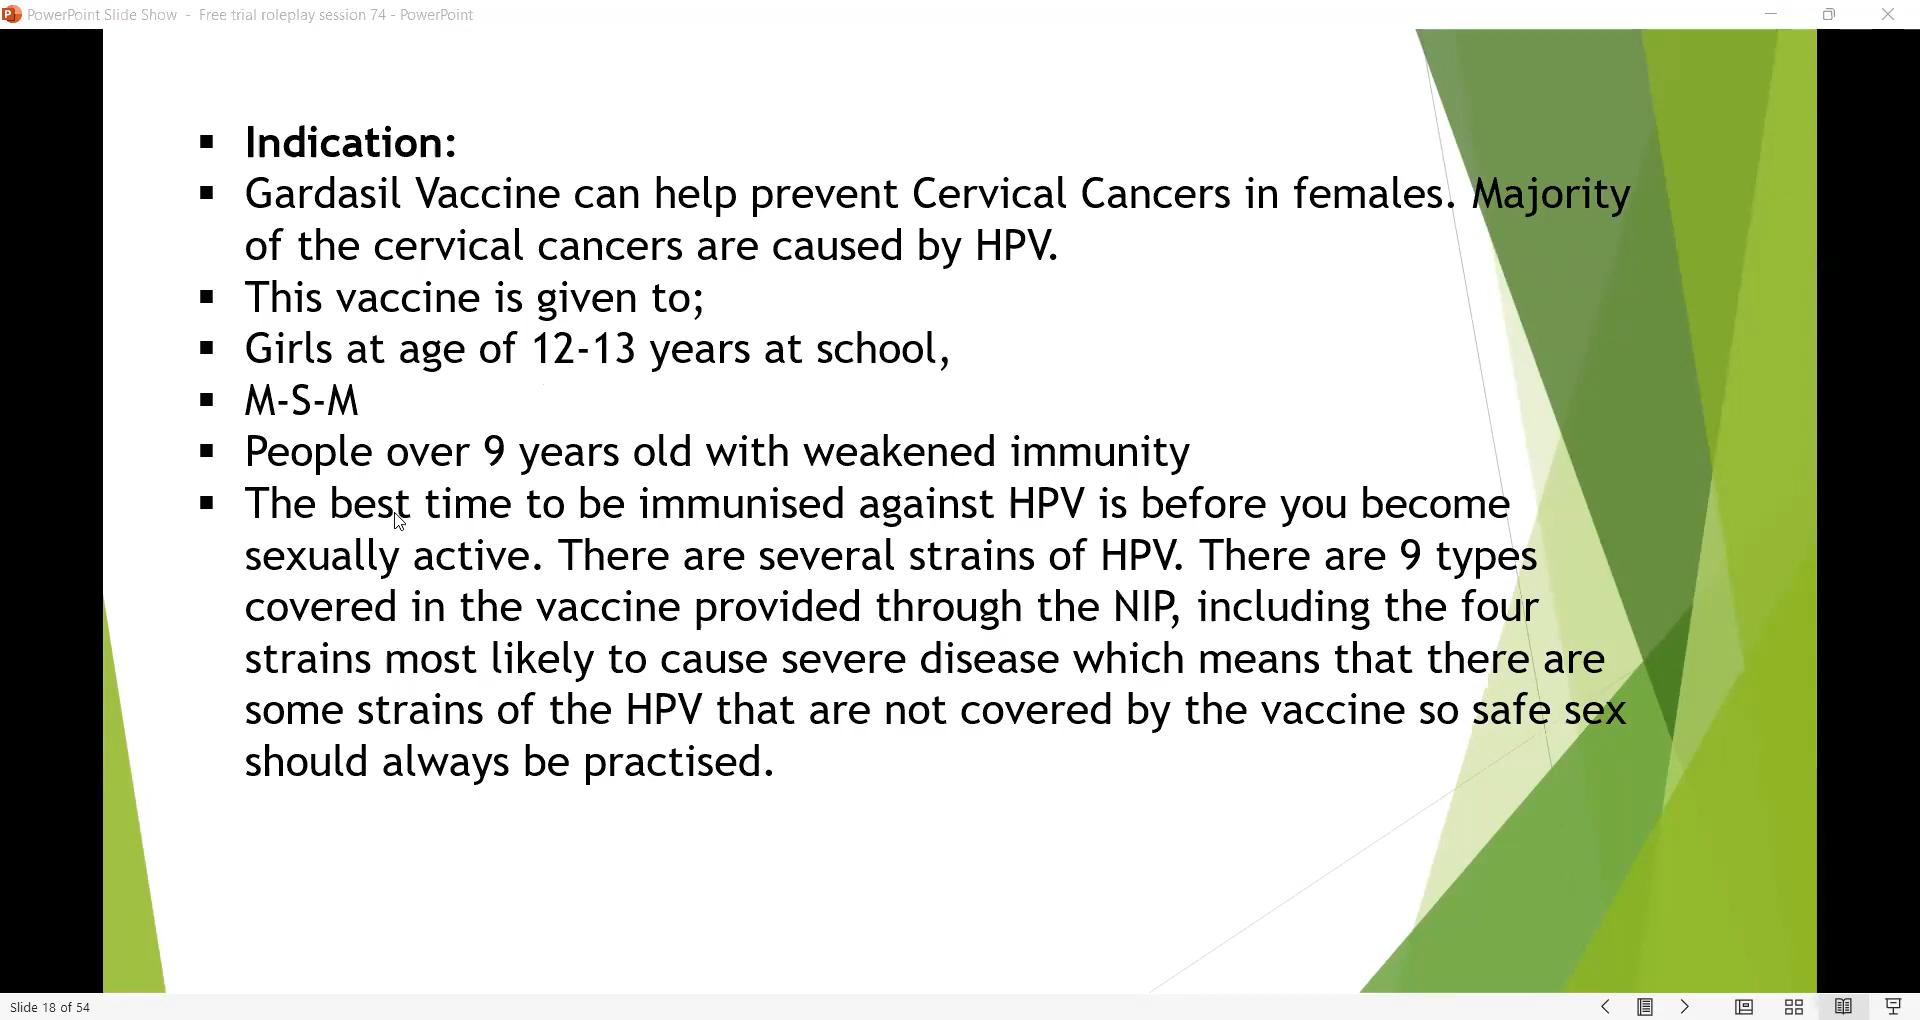 PowerPoint Slide Show - Free trial roleplay session 74 - PowerPoint
▪ Indication:
▪ Gardasil Vaccine can help prevent Cervical Cancers in females. Majority
of the cervical cancers are caused by HPV.
▪ This vaccine is given to;
▪ Girls at age of 12-13 years at school,
▪ M-S-M
▪ People over 9 years old with weakened immunity
▪ The best time to be immunised against HPV is before you become
sexually active. There are several strains of HPV. There are 9 types
covered in the vaccine provided through the NIP, including the four
strains most likely to cause severe disease which means that there are
some strains of the HPV that are not covered by the vaccine so safe sex
should always be practised.
Slide 18 of 54